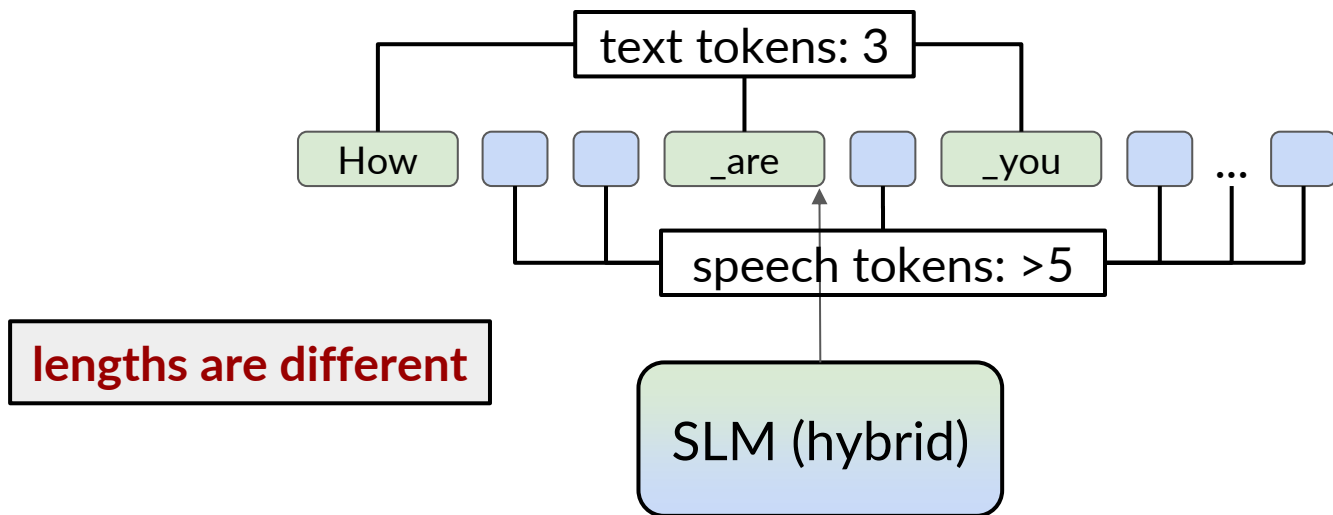 text tokens: 3
How _are _you ...
speech tokens: >5
lengths are different
SLM (hybrid)